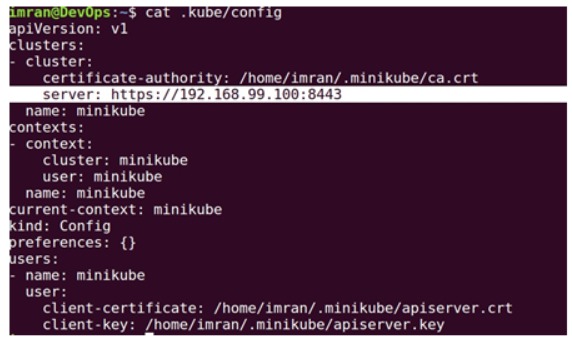 imran@DevOps:~$ cat .kube/config
apiVersion: v1
clusters:
- cluster:
    certificate-authority: /home/imran/.minikube/ca.crt
    server: https://192.168.99.100:8443
  name: minikube
contexts:
- context:
    cluster: minikube
    user: minikube
  name: minikube
current-context: minikube
kind: Config
preferences: {}
users:
- name: minikube
  user:
    client-certificate: /home/imran/.minikube/apiserver.crt
    client-key: /home/imran/.minikube/apiserver.key